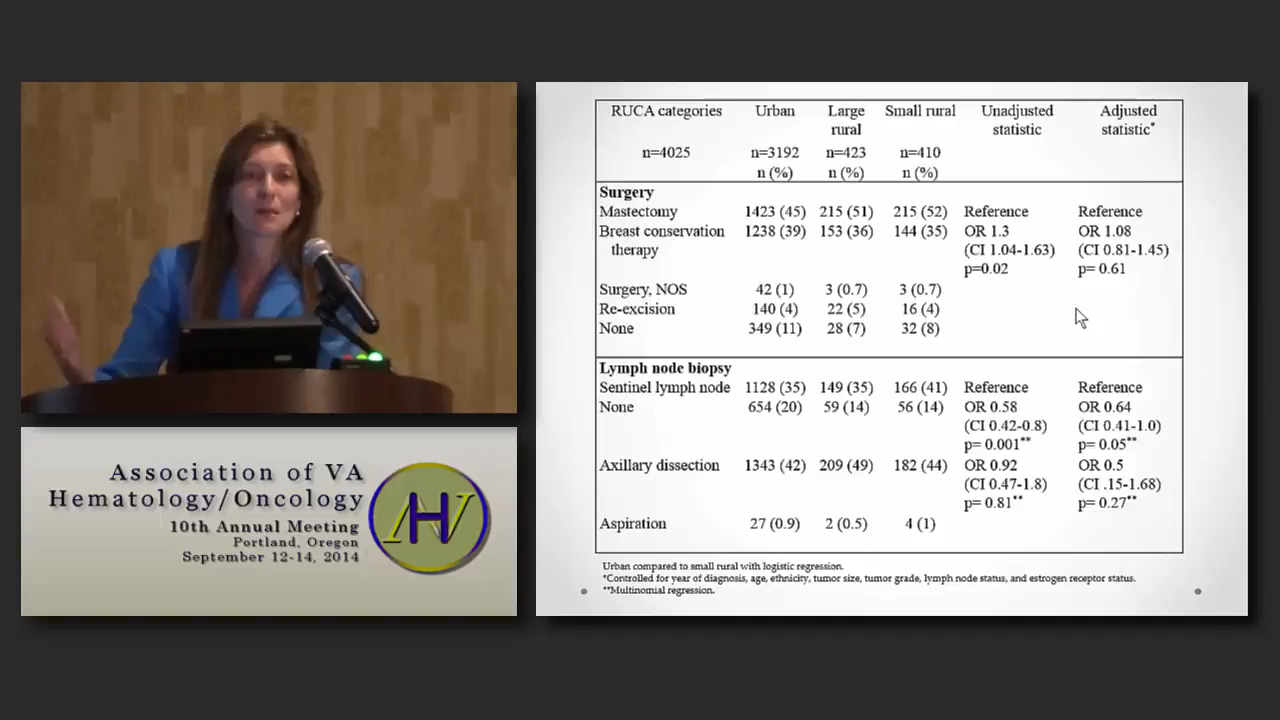 Association of VA
Hematology/Oncology
10th Annual Meeting
Portland, Oregon
September 12-14, 2014
AHV
RUCA categories Urban Large rural Small rural Unadjusted statistic Adjusted statistic*
n=4025 n=3192 n=423 n=410
n (%) n (%) n (%)
Surgery
Mastectomy 1423 (45) 215 (51) 215 (52) Reference Reference
Breast conservation therapy 1238 (39) 153 (36) 144 (35) OR 1.3 OR 1.08
(CI 1.04-1.63) (CI 0.81-1.45)
p=0.02 p= 0.61
Surgery, NOS 42 (1) 3 (0.7) 3 (0.7)
Re-excision 140 (4) 22 (5) 16 (4)
None 349 (11) 28 (7) 32 (8)
Lymph node biopsy
Sentinel lymph node 1128 (35) 149 (35) 166 (41) Reference Reference
None 654 (20) 59 (14) 56 (14) OR 0.58 OR 0.64
(CI 0.42-0.8) (CI 0.41-1.0)
p= 0.001** p= 0.05**
Axillary dissection 1343 (42) 209 (49) 182 (44) OR 0.92 OR 0.5
(CI 0.47-1.8) (CI .15-1.68)
p= 0.81** p= 0.27**
Aspiration 27 (0.9) 2 (0.5) 4 (1)
Urban compared to small rural with logistic regression.
*Controlled for year of diagnosis, age, ethnicity, tumor size, tumor grade, lymph node status, and estrogen receptor status.
**Multinomial regression.